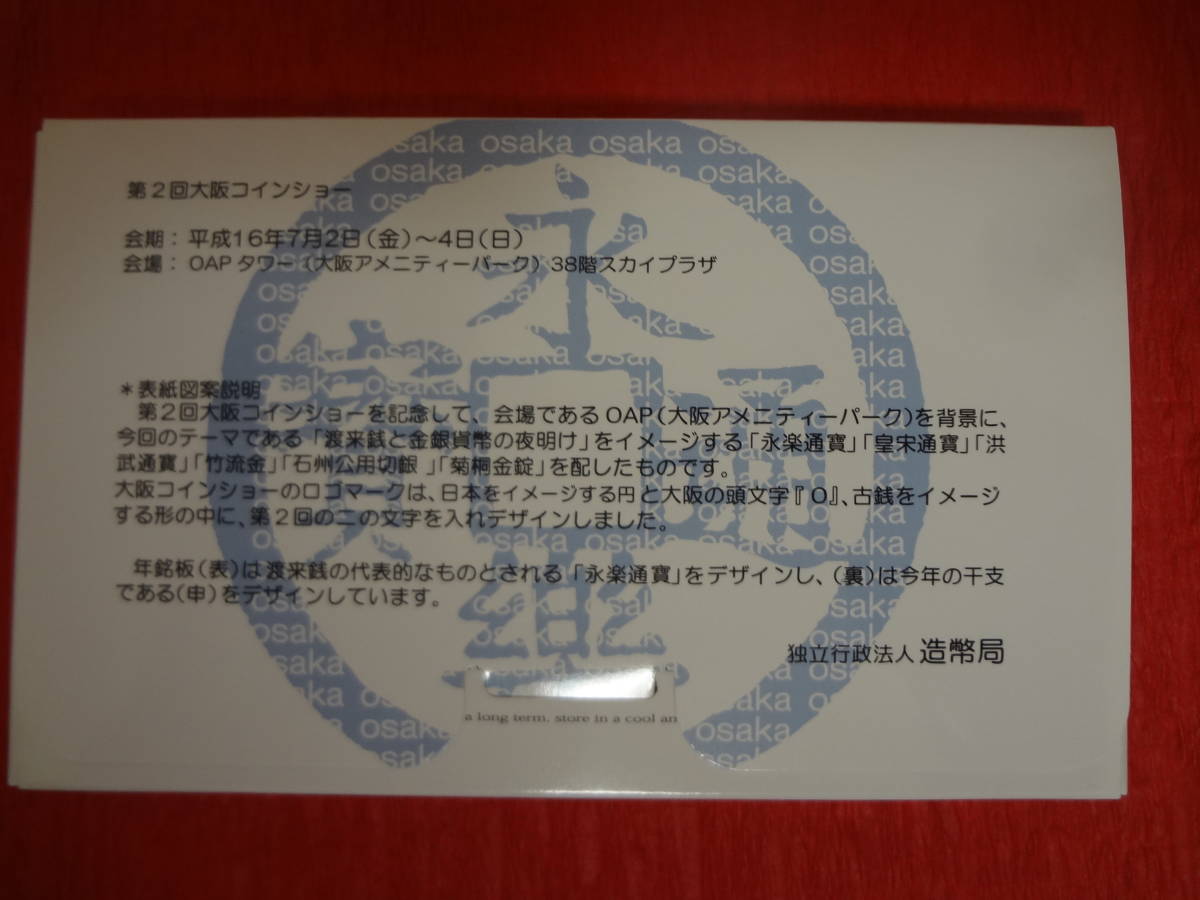 osaka osaka osaka osaka
第2回大阪コインショー
会期：平成16年7月2日(金)～4日(日)
会場：OAPタワー（大阪アメニティーパーク）38階スカイプラザ
永樂通寳
＊表紙図案説明
第2回大阪コインショーを記念して、会場であるOAP(大阪アメニティーパーク)を背景に、
今回のテーマである「渡来銭と金銀貨幣の夜明け」をイメージする「永楽通寶」「皇宋通寶」「洪
武通寶」「竹流金」「石州公用切銀」「菊桐金錠」を配したものです。
大阪コインショーのロゴマークは、日本をイメージする円と大阪の頭文字『O』、古銭をイメージ
する形の中に、第2回の二の文字を入れデザインしました。
年銘板(表)は渡来銭の代表的なものとされる「永楽通寶」をデザインし、(裏)は今年の干支
である(申)をデザインしています。
独立行政法人 造幣局
a long term, store in a cool an